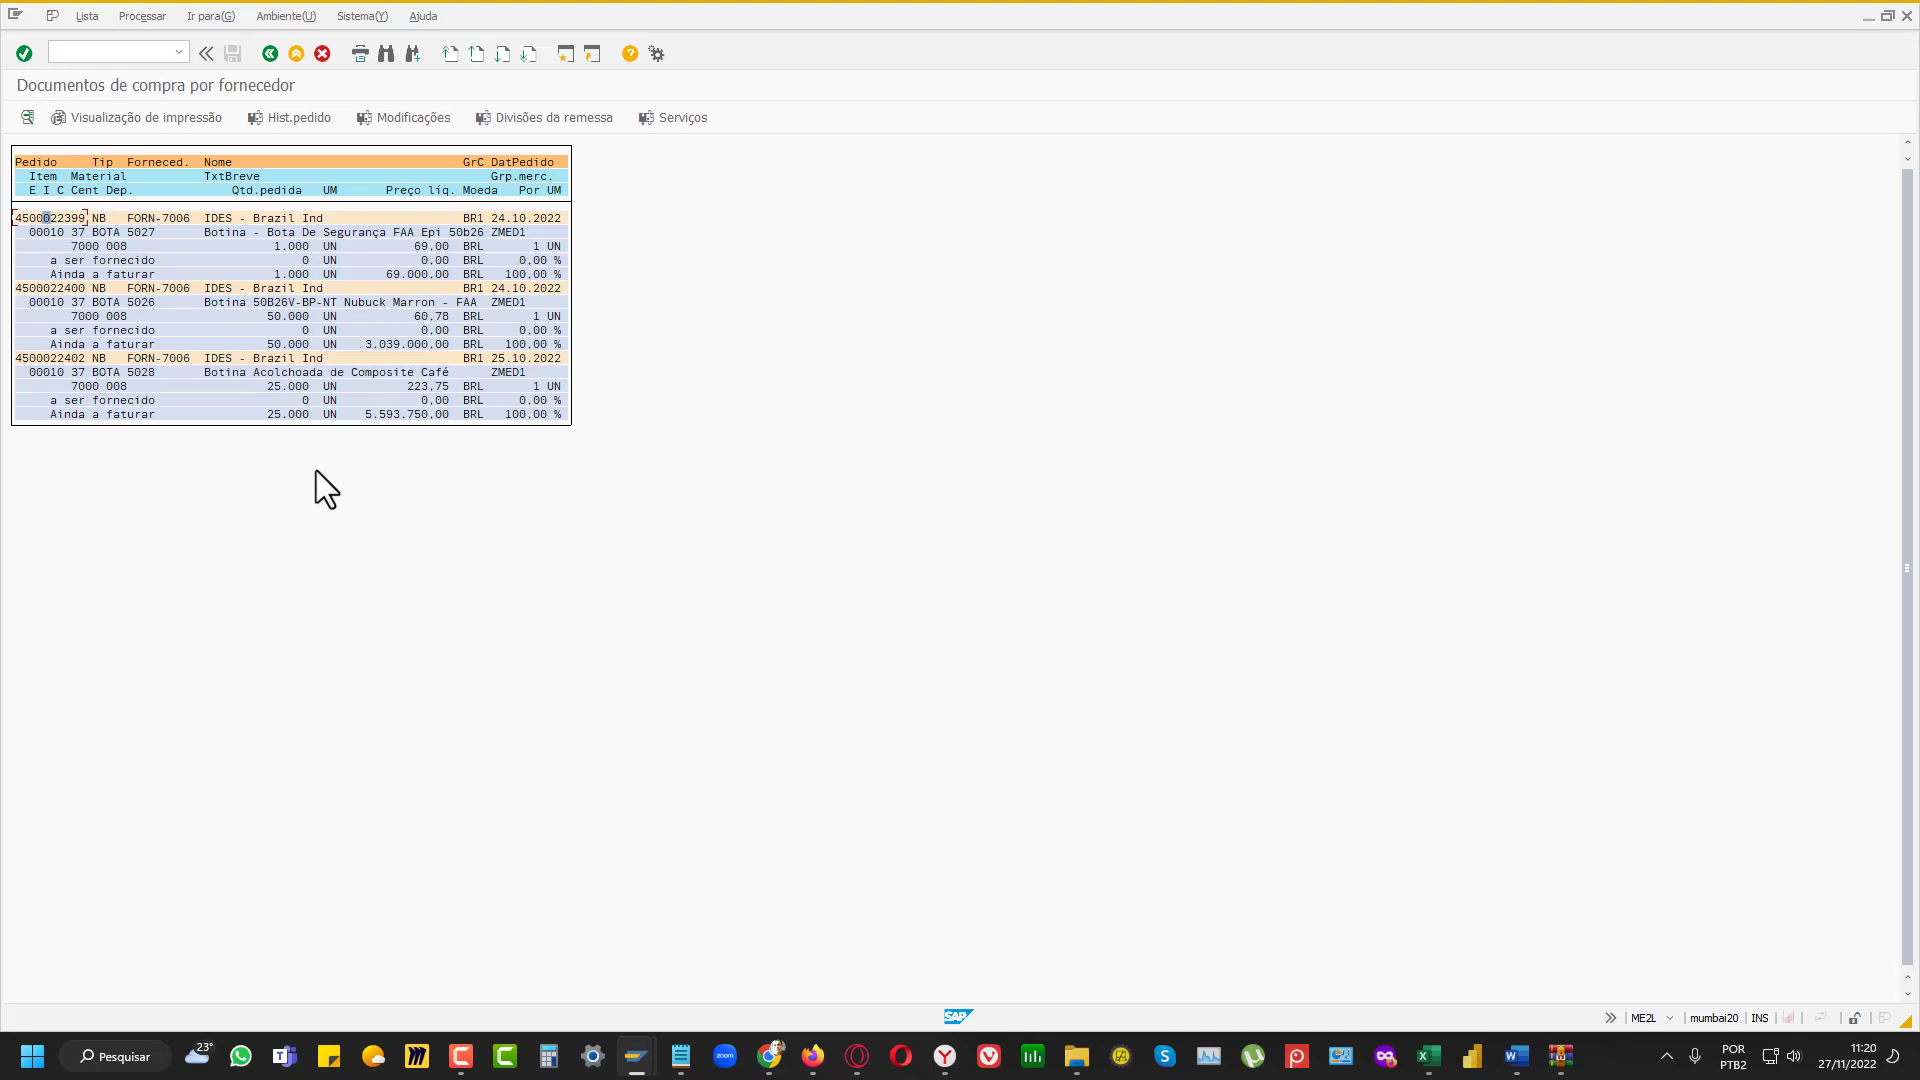 Lista Processar Ir para(G) Ambiente(U) Sistema(Y) Ajuda
Documentos de compra por fornecedor
Visualização de impressão Hist.pedido Modificações Divisões da remessa Serviços
Pedido Tip Forneced. Nome GrC DatPedido
Item Material TxtBreve Grp.merc.
E I C Cent Dep. Qtd.pedida UM Preço líq. Moeda Por UM
4500022399 NB FORN-7006 IDES - Brazil Ind BR1 24.10.2022
00010 37 BOTA 5027 Botina - Bota De Segurança FAA Epi 50b26 ZMED1
7000 008 1.000 UN 69,00 BRL 1 UN
a ser fornecido 0 UN 0,00 BRL 0,00 %
Ainda a faturar 1.000 UN 69.000,00 BRL 100,00 %
4500022400 NB FORN-7006 IDES - Brazil Ind BR1 24.10.2022
00010 37 BOTA 5026 Botina 50B26V-BP-NT Nubuck Marron - FAA ZMED1
7000 008 50.000 UN 60,78 BRL 1 UN
a ser fornecido 0 UN 0,00 BRL 0,00 %
Ainda a faturar 50.000 UN 3.039.000,00 BRL 100,00 %
4500022402 NB FORN-7006 IDES - Brazil Ind BR1 25.10.2022
00010 37 BOTA 5028 Botina Acolchoada de Composite Café ZMED1
7000 008 25.000 UN 223,75 BRL 1 UN
a ser fornecido 0 UN 0,00 BRL 0,00 %
Ainda a faturar 25.000 UN 5.593.750,00 BRL 100,00 %
SAP ME2L mumbai20 INS
Pesquisar 23° zoom POR 11:20
PTB2 27/11/2022